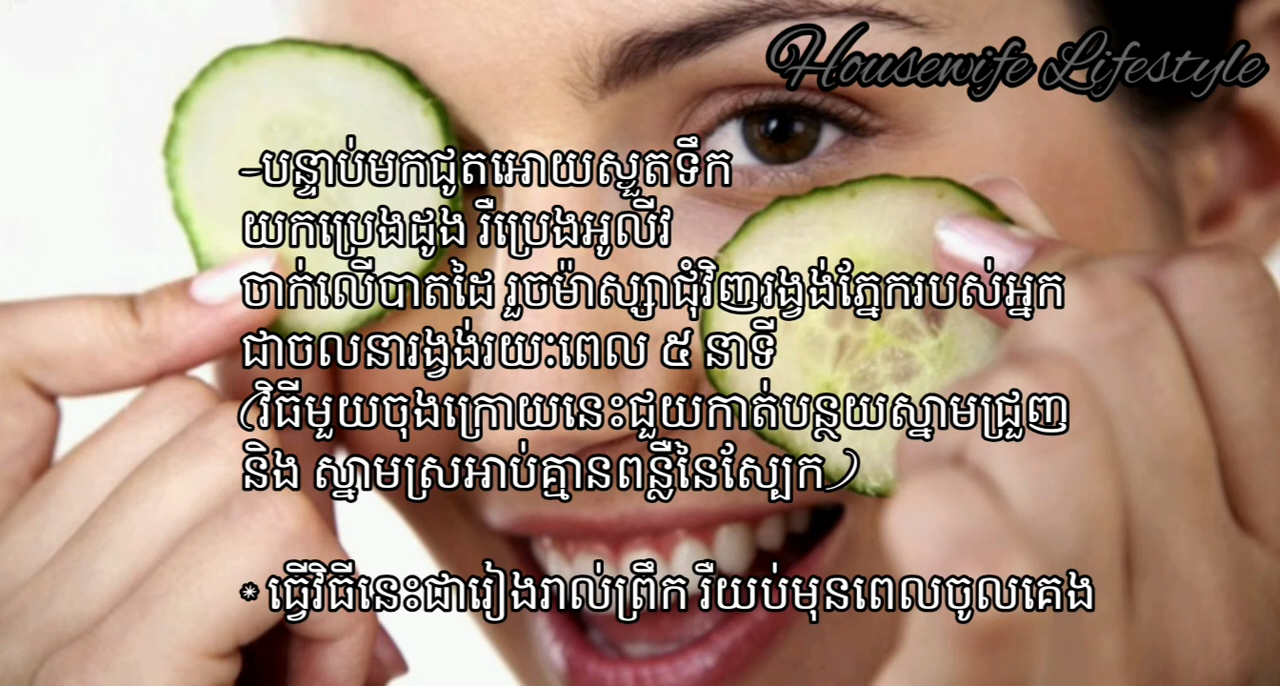 Housewife Lifestyle
-បន្ទាប់មកជូតអោយស្ងួតទឹក
យកប្រេងដូង រឺប្រេងអូលីវ
ចាក់លើបាតដៃ រួចម៉ាស្សាជុំវិញរង្វង់ភ្នែករបស់អ្នក
ជាចលនារង្វង់រយៈពេល ៥ នាទី
(វិធីមួយចុងក្រោយនេះជួយកាត់បន្ថយស្នាមជ្រួញ
និង ស្នាមស្រអាប់គ្មានពន្លឺនៃស្បែក)
* ធ្វើវិធីនេះជារៀងរាល់ព្រឹក រឺយប់មុនពេលចូលគេង